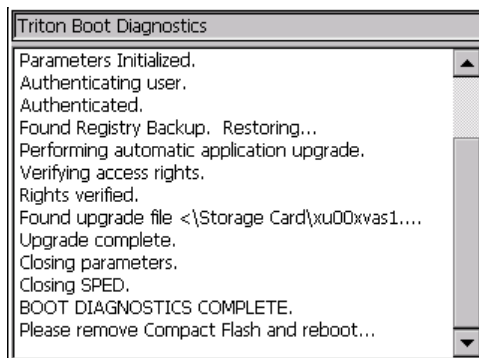 Triton Boot Diagnostics
Parameters Initialized.
Authenticating user.
Authenticated.
Found Registry Backup.  Restoring...
Performing automatic application upgrade.
Verifying access rights.
Rights verified.
Found upgrade file <\Storage Card\xu00xvas1....
Upgrade complete.
Closing parameters.
Closing SPED.
BOOT DIAGNOSTICS COMPLETE.
Please remove Compact Flash and reboot...